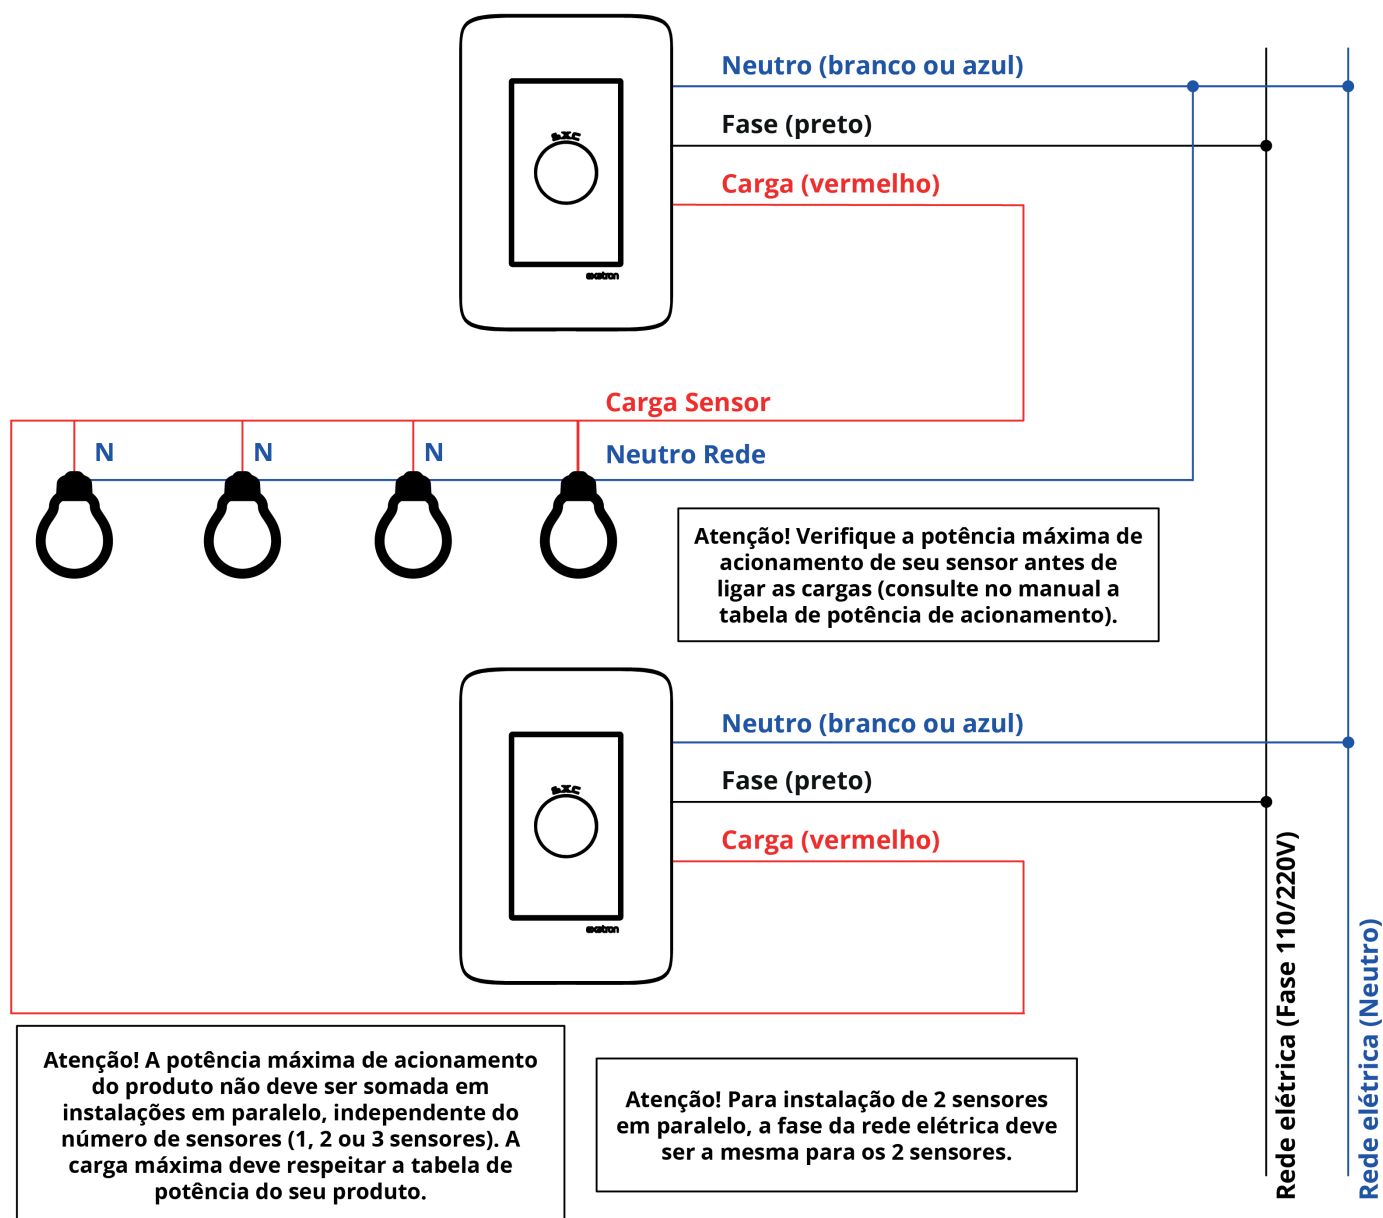 exc
Neutro (branco ou azul)
Fase (preto)
Carga (vermelho)
exatron
Carga Sensor
N
N
N
Neutro Rede
Atenção! Verifique a potência máxima de
acionamento de seu sensor antes de
ligar as cargas (consulte no manual a
tabela de potência de acionamento).
exc
Neutro (branco ou azul)
Fase (preto)
Carga (vermelho)
exatron
Rede elétrica (Fase 110/220V)
Rede elétrica (Neutro)
Atenção! A potência máxima de acionamento
do produto não deve ser somada em
instalações em paralelo, independente do
número de sensores (1, 2 ou 3 sensores). A
carga máxima deve respeitar a tabela de
potência do seu produto.
Atenção! Para instalação de 2 sensores
em paralelo, a fase da rede elétrica deve
ser a mesma para os 2 sensores.